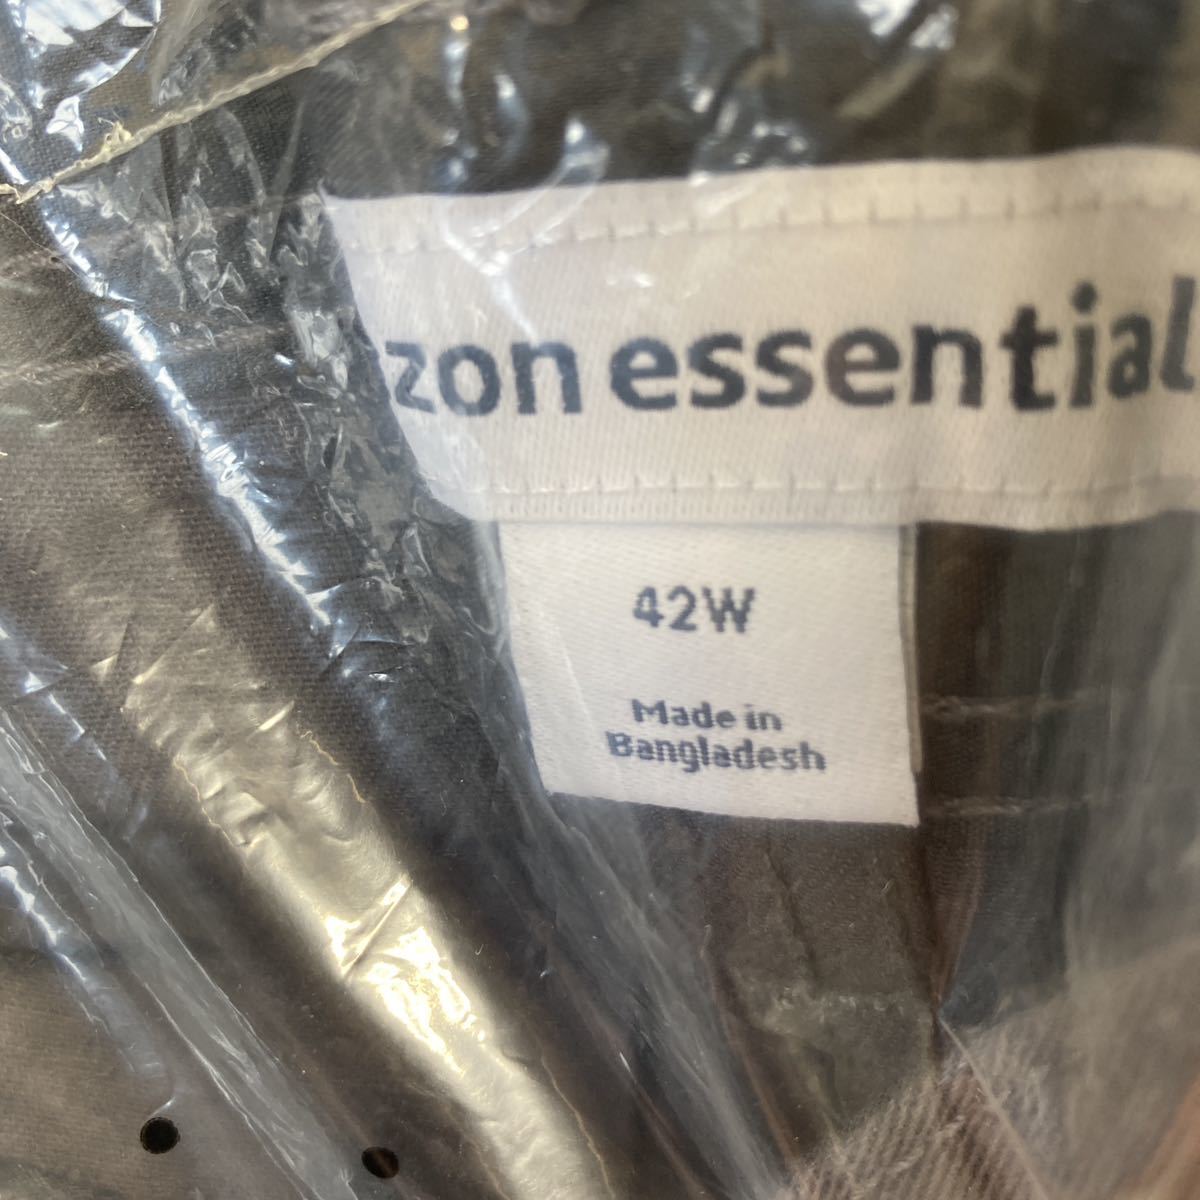 zon essential
42W
Made in
Bangladesh